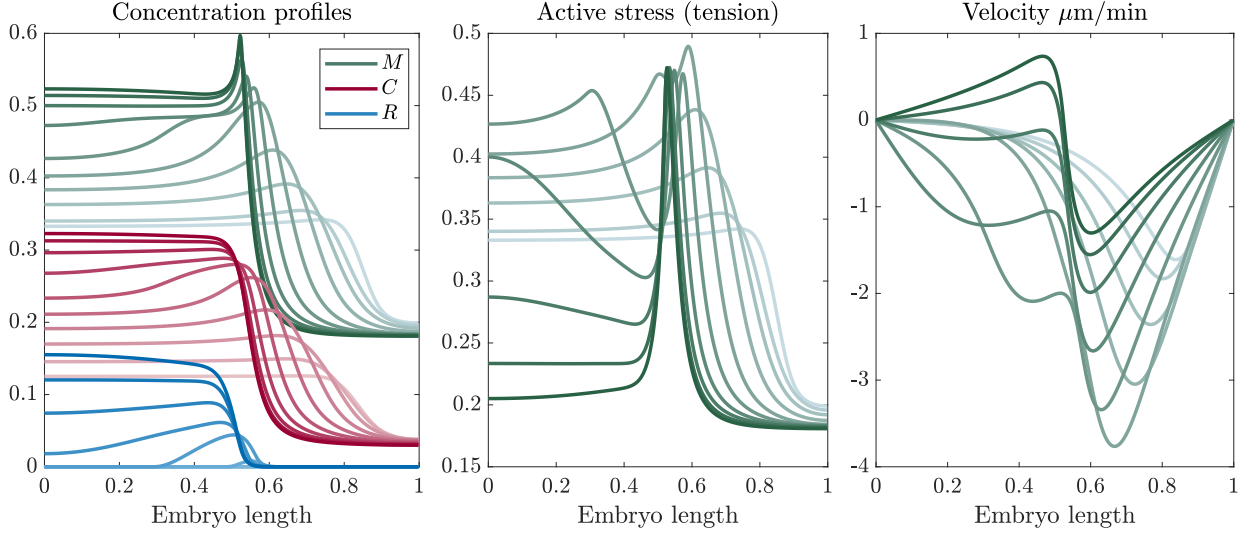 Concentration profiles
0.6
0.5
0.4
0.3
0.2
0.1
0
M
C
R
0 0.2 0.4 0.6 0.8 1
Embryo length
Active stress (tension)
0.5
0.45
0.4
0.35
0.3
0.25
0.2
0.15
0 0.2 0.4 0.6 0.8 1
Embryo length
Velocity μm/min
1
0
-1
-2
-3
-4
0 0.2 0.4 0.6 0.8 1
Embryo length